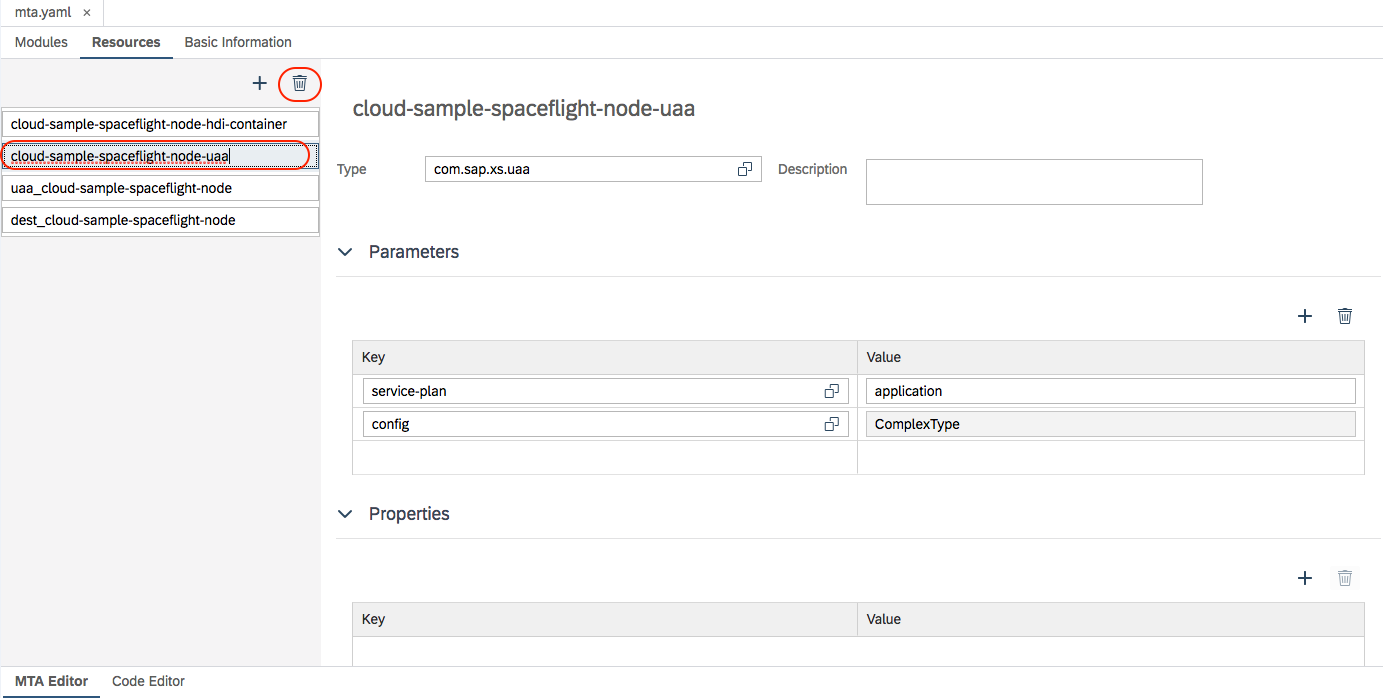 mta.yaml ×
Modules Resources Basic Information
cloud-sample-spaceflight-node-hdi-container
cloud-sample-spaceflight-node-uaa
uaa_cloud-sample-spaceflight-node
dest_cloud-sample-spaceflight-node
cloud-sample-spaceflight-node-uaa
Type com.sap.xs.uaa Description
Parameters
Key Value
service-plan application
config ComplexType
Properties
Key Value
MTA Editor Code Editor